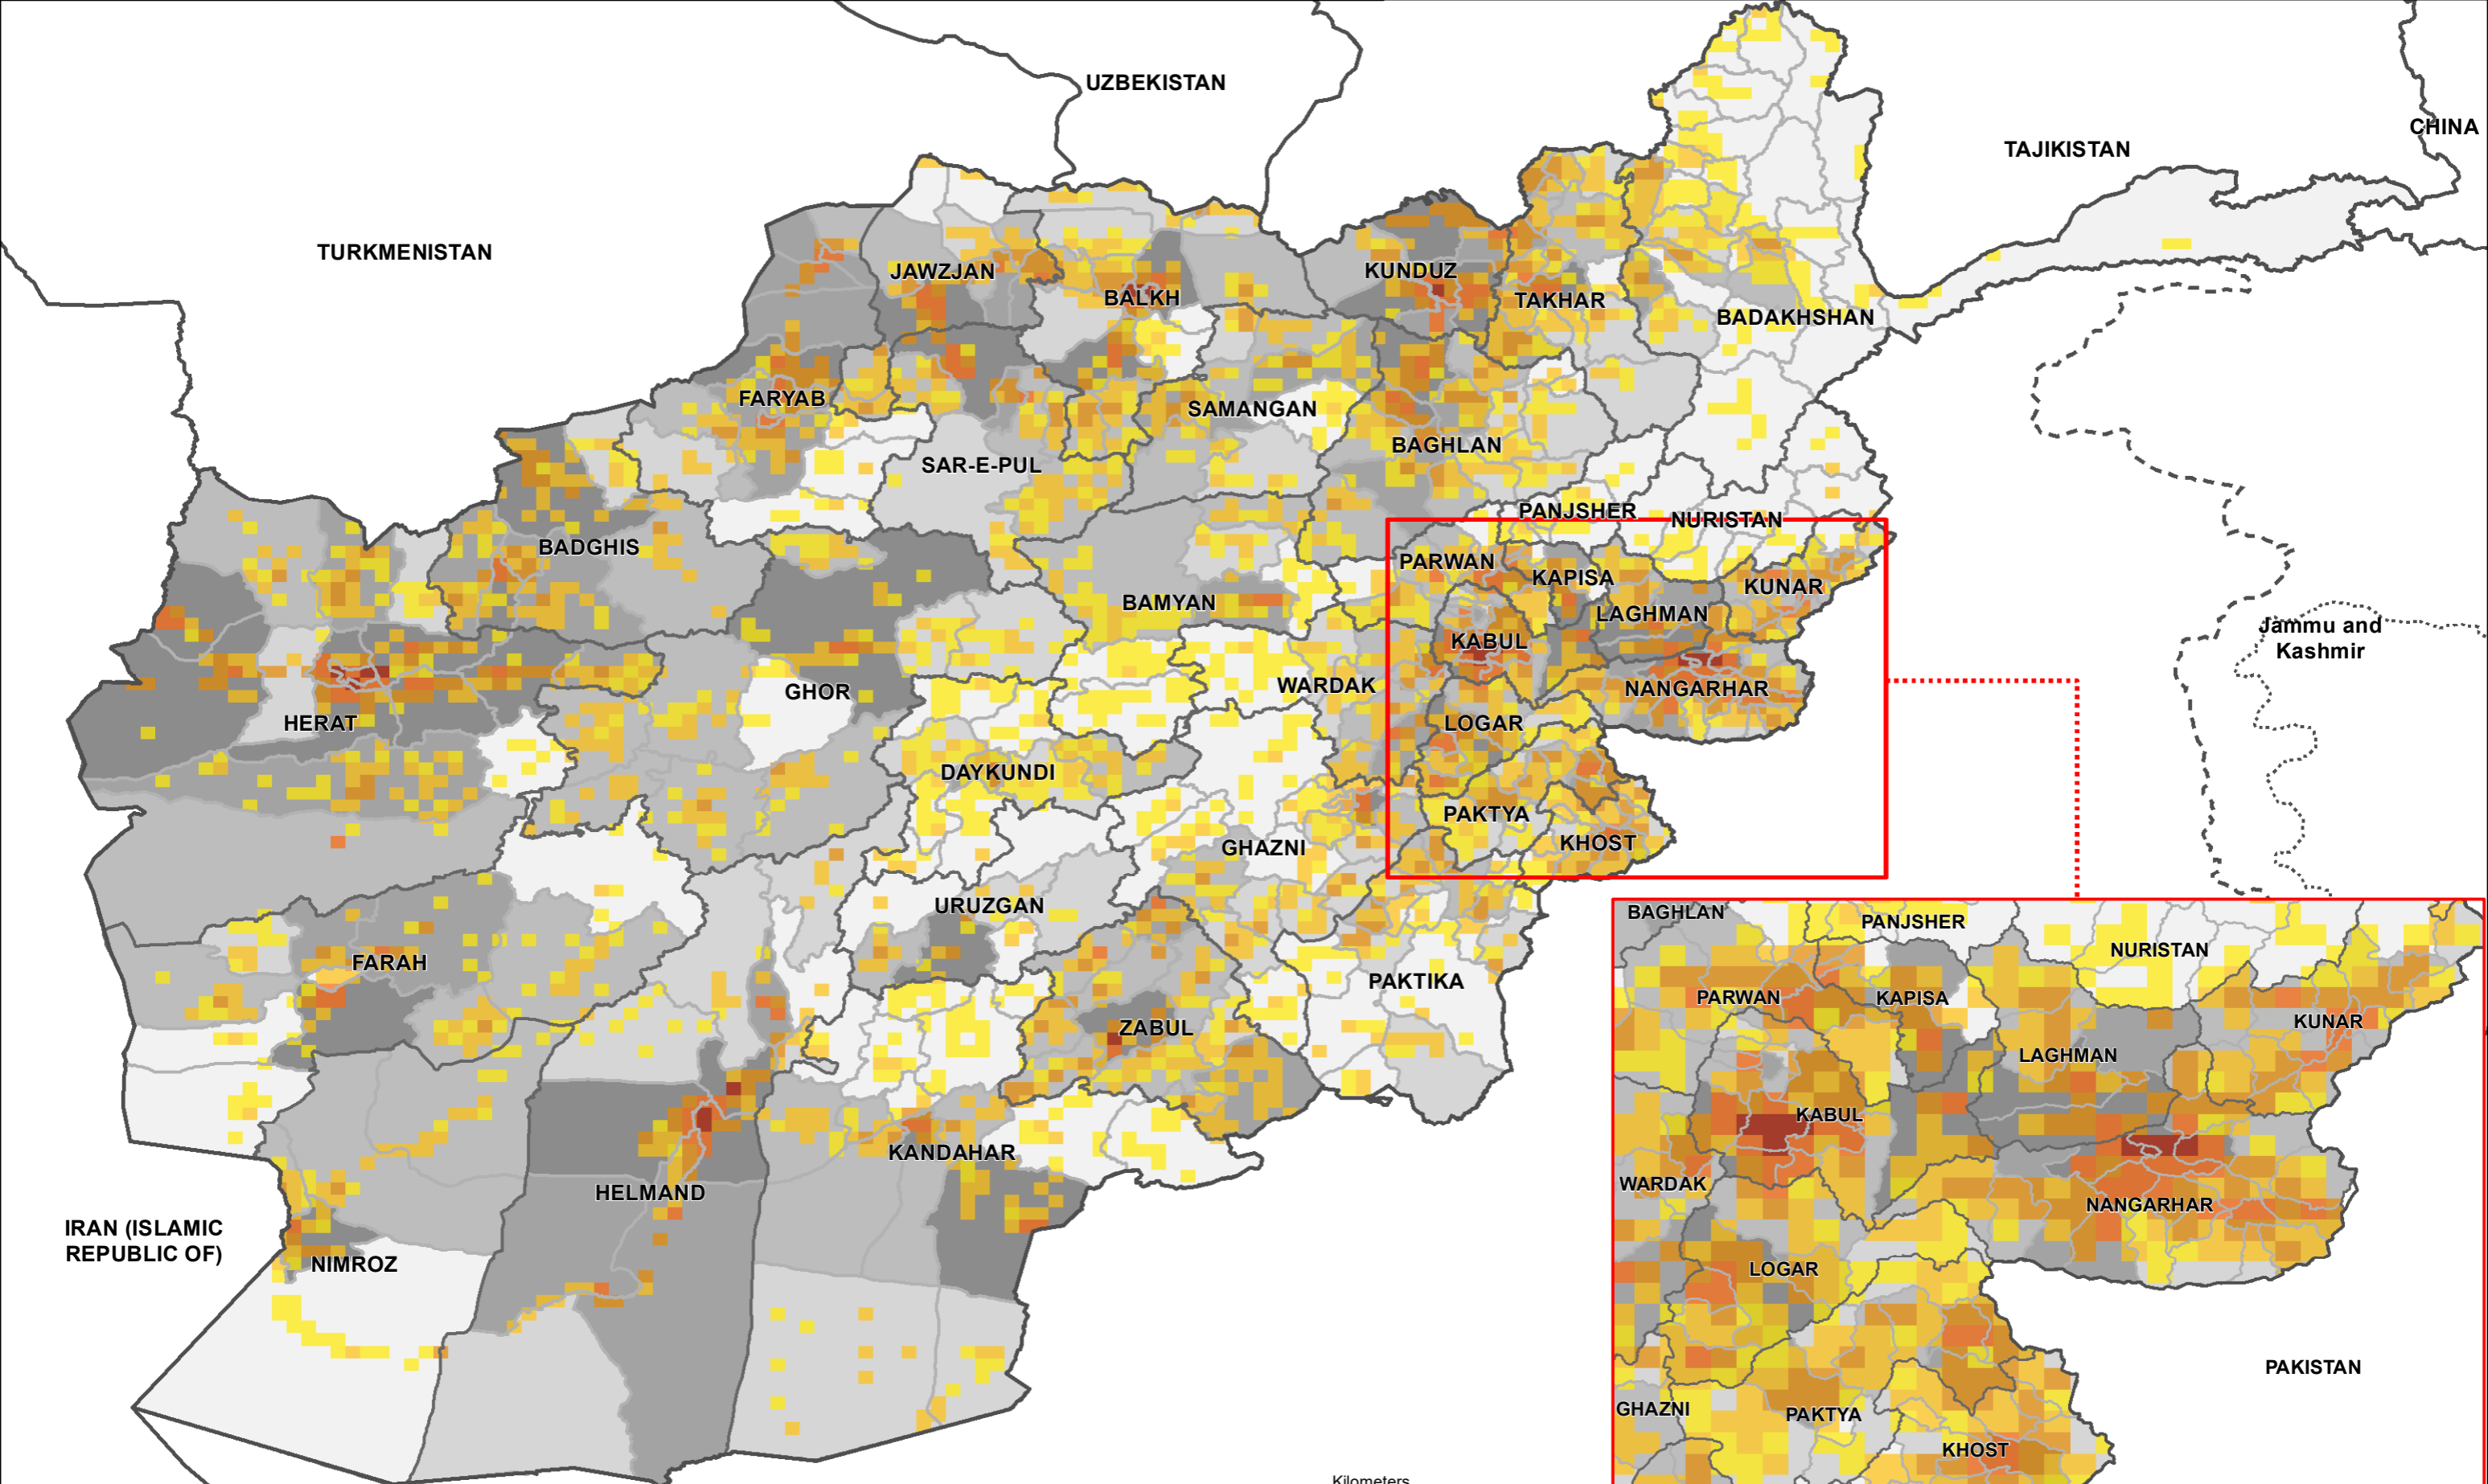 UZBEKISTAN
CHINA
TAJIKISTAN
TURKMENISTAN
JAWZJAN
KUNDUZ
BALKH
TAKHAR
BADAKHSHAN
FARYAB
SAMANGAN
BAGHLAN
SAR-E-PUL
PANJSHER
NURISTAN
BADGHIS
PARWAN
KAPISA
KUNAR
BAMYAN
LAGHMAN
KABUL
Jammu and
Kashmir
WARDAK
NANGARHAR
GHOR
HERAT
LOGAR
DAYKUNDI
PAKTYA
KHOST
GHAZNI
URUZGAN
FARAH
PAKTIKA
ZABUL
KANDAHAR
HELMAND
IRAN (ISLAMIC
REPUBLIC OF)
NIMROZ
Kilometers
BAGHLAN
PANJSHER
NURISTAN
PARWAN
KAPISA
KUNAR
LAGHMAN
KABUL
WARDAK
NANGARHAR
LOGAR
PAKISTAN
GHAZNI
PAKTYA
KHOST